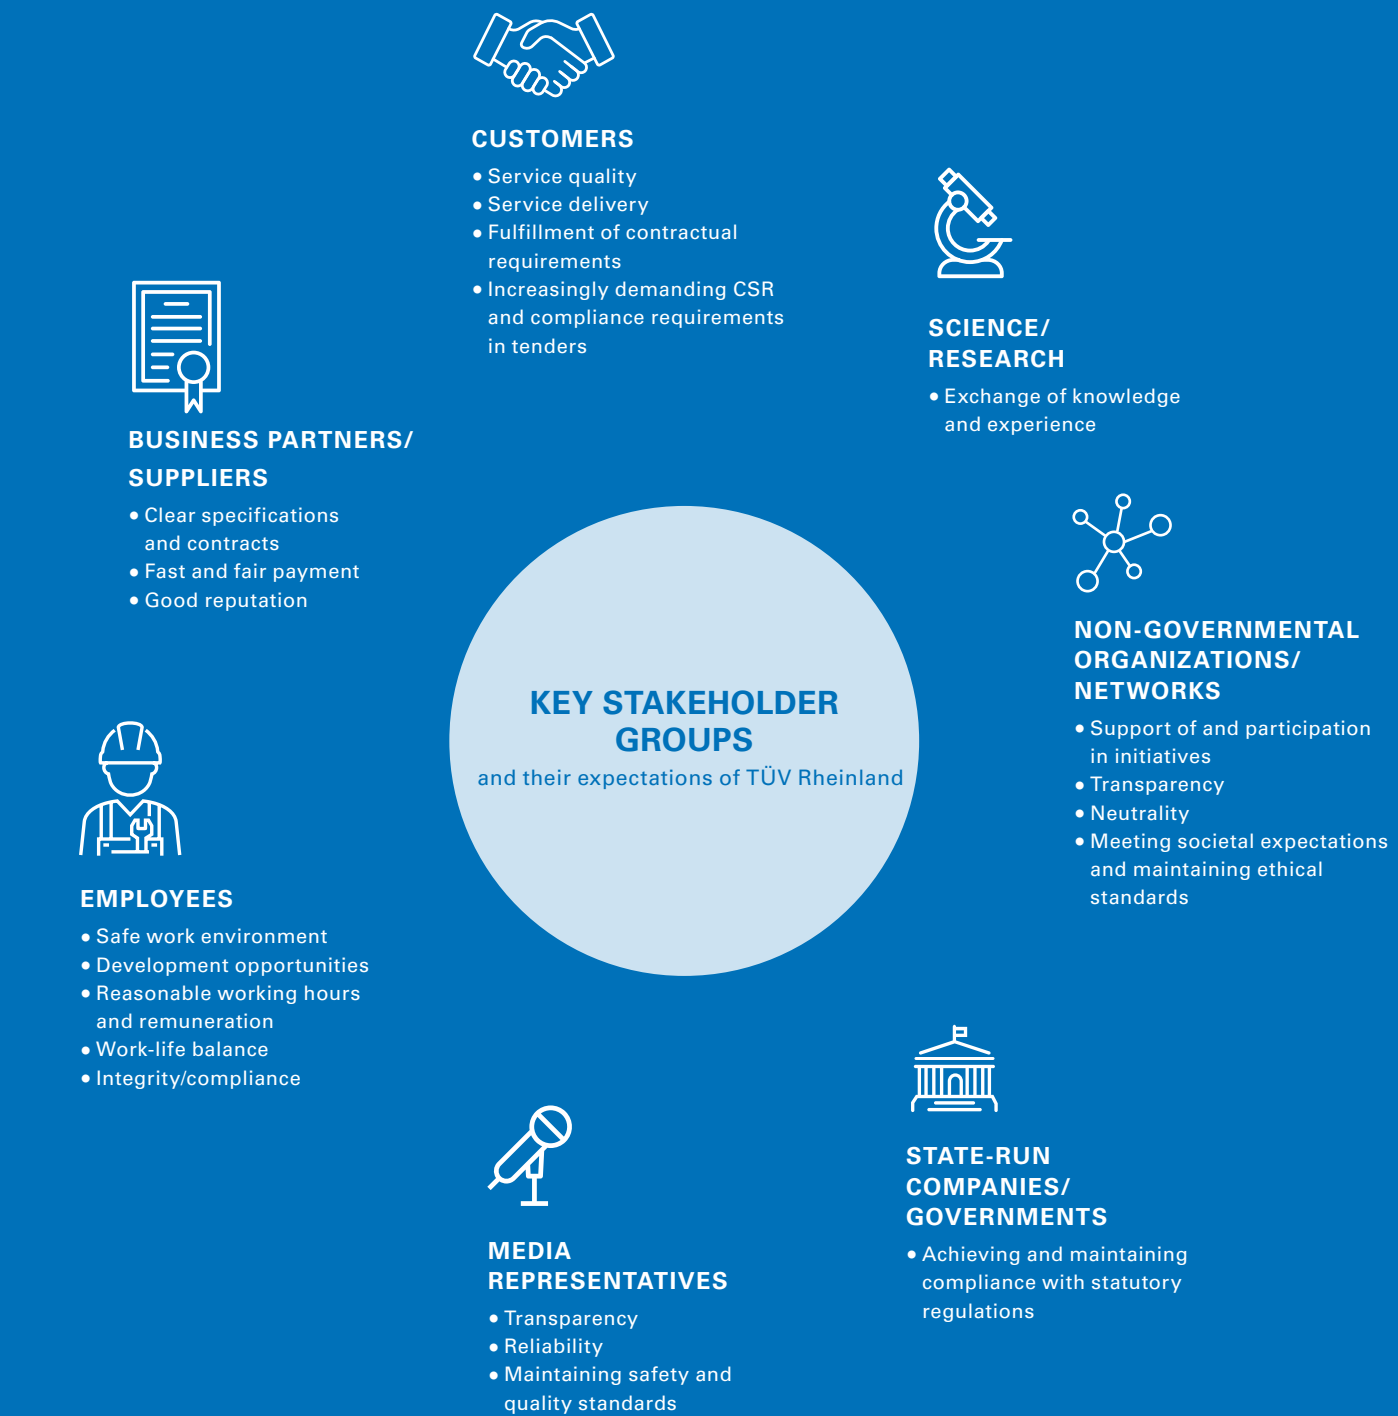 CUSTOMERS
• Service quality
• Service delivery
• Fulfillment of contractual
requirements
• Increasingly demanding CSR
and compliance requirements
in tenders
SCIENCE/
RESEARCH
• Exchange of knowledge
and experience
BUSINESS PARTNERS/
SUPPLIERS
• Clear specifications
and contracts
• Fast and fair payment
• Good reputation
KEY STAKEHOLDER
GROUPS
and their expectations of TÜV Rheinland
NON-GOVERNMENTAL
ORGANIZATIONS/
NETWORKS
• Support of and participation
in initiatives
• Transparency
• Neutrality
• Meeting societal expectations
and maintaining ethical
standards
EMPLOYEES
• Safe work environment
• Development opportunities
• Reasonable working hours
and remuneration
• Work-life balance
• Integrity/compliance
STATE-RUN
COMPANIES/
GOVERNMENTS
• Achieving and maintaining
compliance with statutory
regulations
MEDIA
REPRESENTATIVES
• Transparency
• Reliability
• Maintaining safety and
quality standards